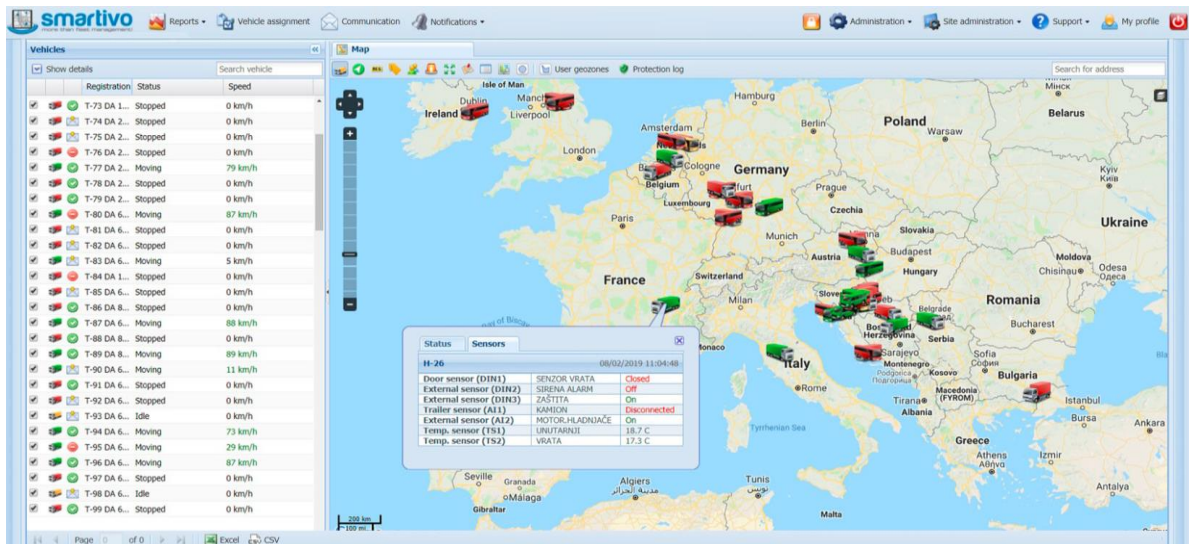 smartivo Reports Vehicle assignment Communication Notifications Administration Site administration Support My profile
more than fleet management!
Vehicles
Show details Search vehicle
Registration Status Speed
T-73 DA 1... Stopped 0 km/h
T-74 DA 2... Stopped 0 km/h
T-75 DA 2... Stopped 0 km/h
T-76 DA 2... Stopped 0 km/h
T-77 DA 2... Moving 79 km/h
T-78 DA 2... Stopped 0 km/h
T-79 DA 2... Stopped 0 km/h
T-80 DA 6... Moving 87 km/h
T-81 DA 6... Stopped 0 km/h
T-82 DA 6... Stopped 0 km/h
T-83 DA 6... Moving 5 km/h
T-84 DA 1... Stopped 0 km/h
T-85 DA 6... Stopped 0 km/h
T-86 DA 8... Stopped 0 km/h
T-87 DA 6... Moving 88 km/h
T-88 DA 8... Stopped 0 km/h
T-89 DA 8... Moving 89 km/h
T-90 DA 6... Moving 11 km/h
T-91 DA 6... Stopped 0 km/h
T-92 DA 6... Stopped 0 km/h
T-93 DA 6... Idle 0 km/h
T-94 DA 6... Moving 73 km/h
T-95 DA 6... Moving 29 km/h
T-96 DA 6... Moving 87 km/h
T-97 DA 6... Stopped 0 km/h
T-98 DA 6... Idle 0 km/h
T-99 DA 6... Stopped 0 km/h
Page 0 of 0 Excel CSV
Map
User geozones Protection log Search for address
Isle of Man
Dublin
Ireland
Liverpool
Hamburg
Мінск
Belarus
Amsterdam
Berlin
Poland
Warsaw
London
Cologne
Germany
Belgium
Prague
Kyiv
Київ
Luxembourg
Czechia
Paris
Ukraine
Munich
Slovakia
Austria
Budapest
Hungary
Moldova
Chisinau
Odesa
Одеса
France
Switzerland
Milan
Romania
Belgrade
Bucharest
Herzegovina
Serbia
Monaco
Italy
Sarajevo
Montenegro
Podgorica
Подгорица
Kosovo
Sofia
София
Bulgaria
Rome
Macedonia
(FYROM)
Tirana
Albania
Istanbul
Bursa
Ankara
Tyrrhenian Sea
Greece
Athens
Αθήνα
Izmir
Antalya
Seville
Granada
Málaga
Gibraltar
Algiers
مدينة الجزائر
Tunis
تونس
Malta
200 km
100 mi
Status Sensors
H-26 08/02/2019 11:04:48
Door sensor (DIN1) SENZOR VRATA Closed
External sensor (DIN2) SIRENA ALARM Off
External sensor (DIN3) ZAŠTITA On
Trailer sensor (AI1) KAMION Disconnected
External sensor (AI2) MOTOR.HLADNJAČE On
Temp. sensor (TS1) UNUTARNJI 18.7 C
Temp. sensor (TS2) VRATA 17.3 C